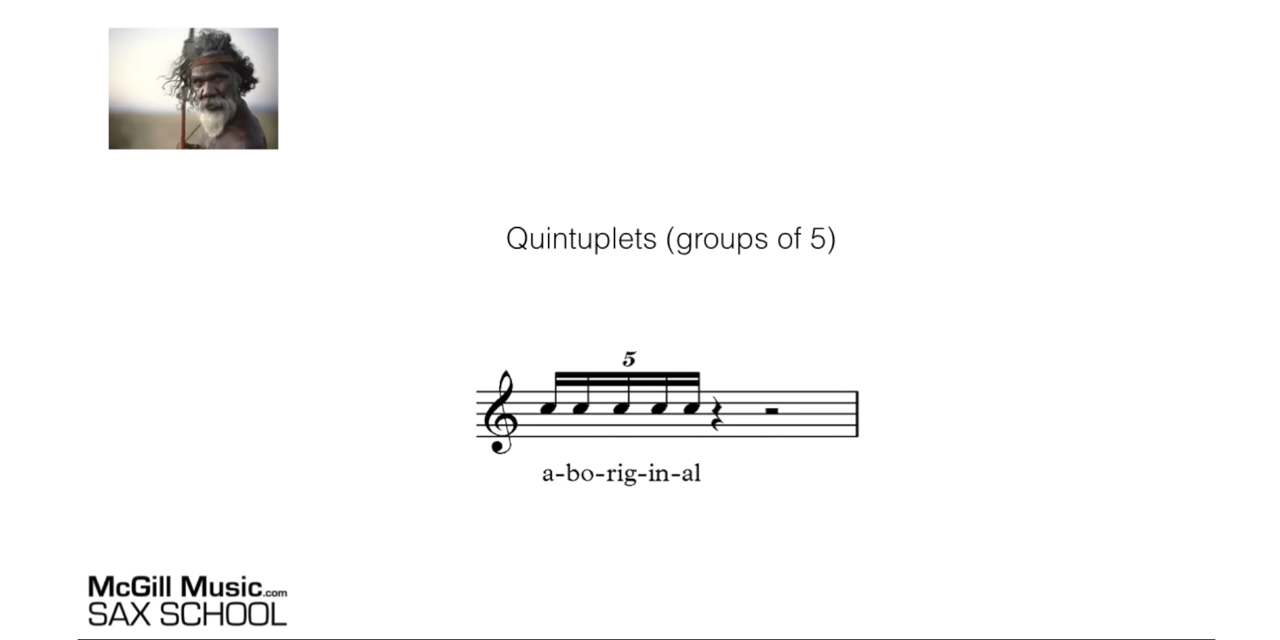 Quintuplets (groups of 5)
5
a-bo-rig-in-al
McGill Music.com
SAX SCHOOL